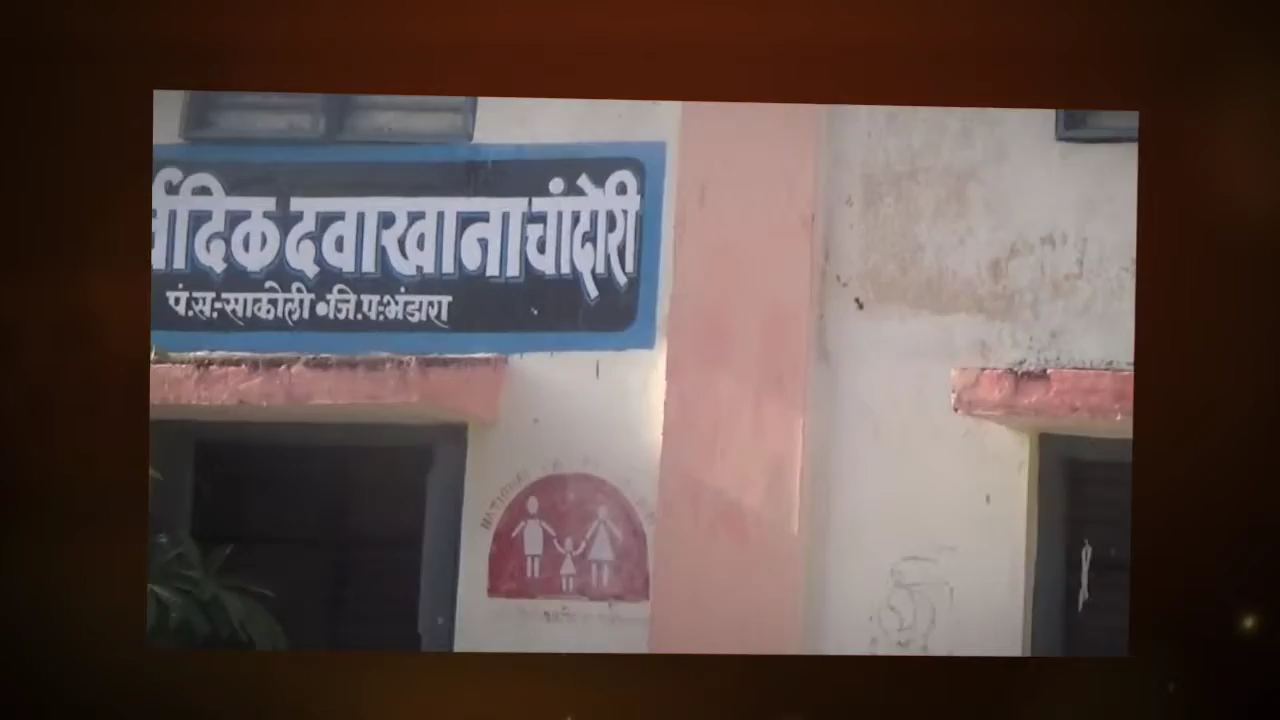 र्वेदिक दवाखाना चांदोरी
पं.स.-साकोली • जि.प.भंडारा